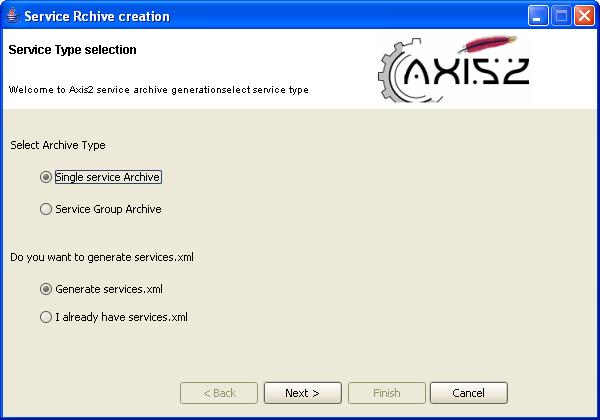 Service Rchive creation
Service Type selection
Welcome to Axis2 service archive generationselect service type
AXIS2
Select Archive Type
Single service Archive
Service Group Archive
Do you want to generate services.xml
Generate services.xml
I already have services.xml
< Back
Next >
Finish
Cancel